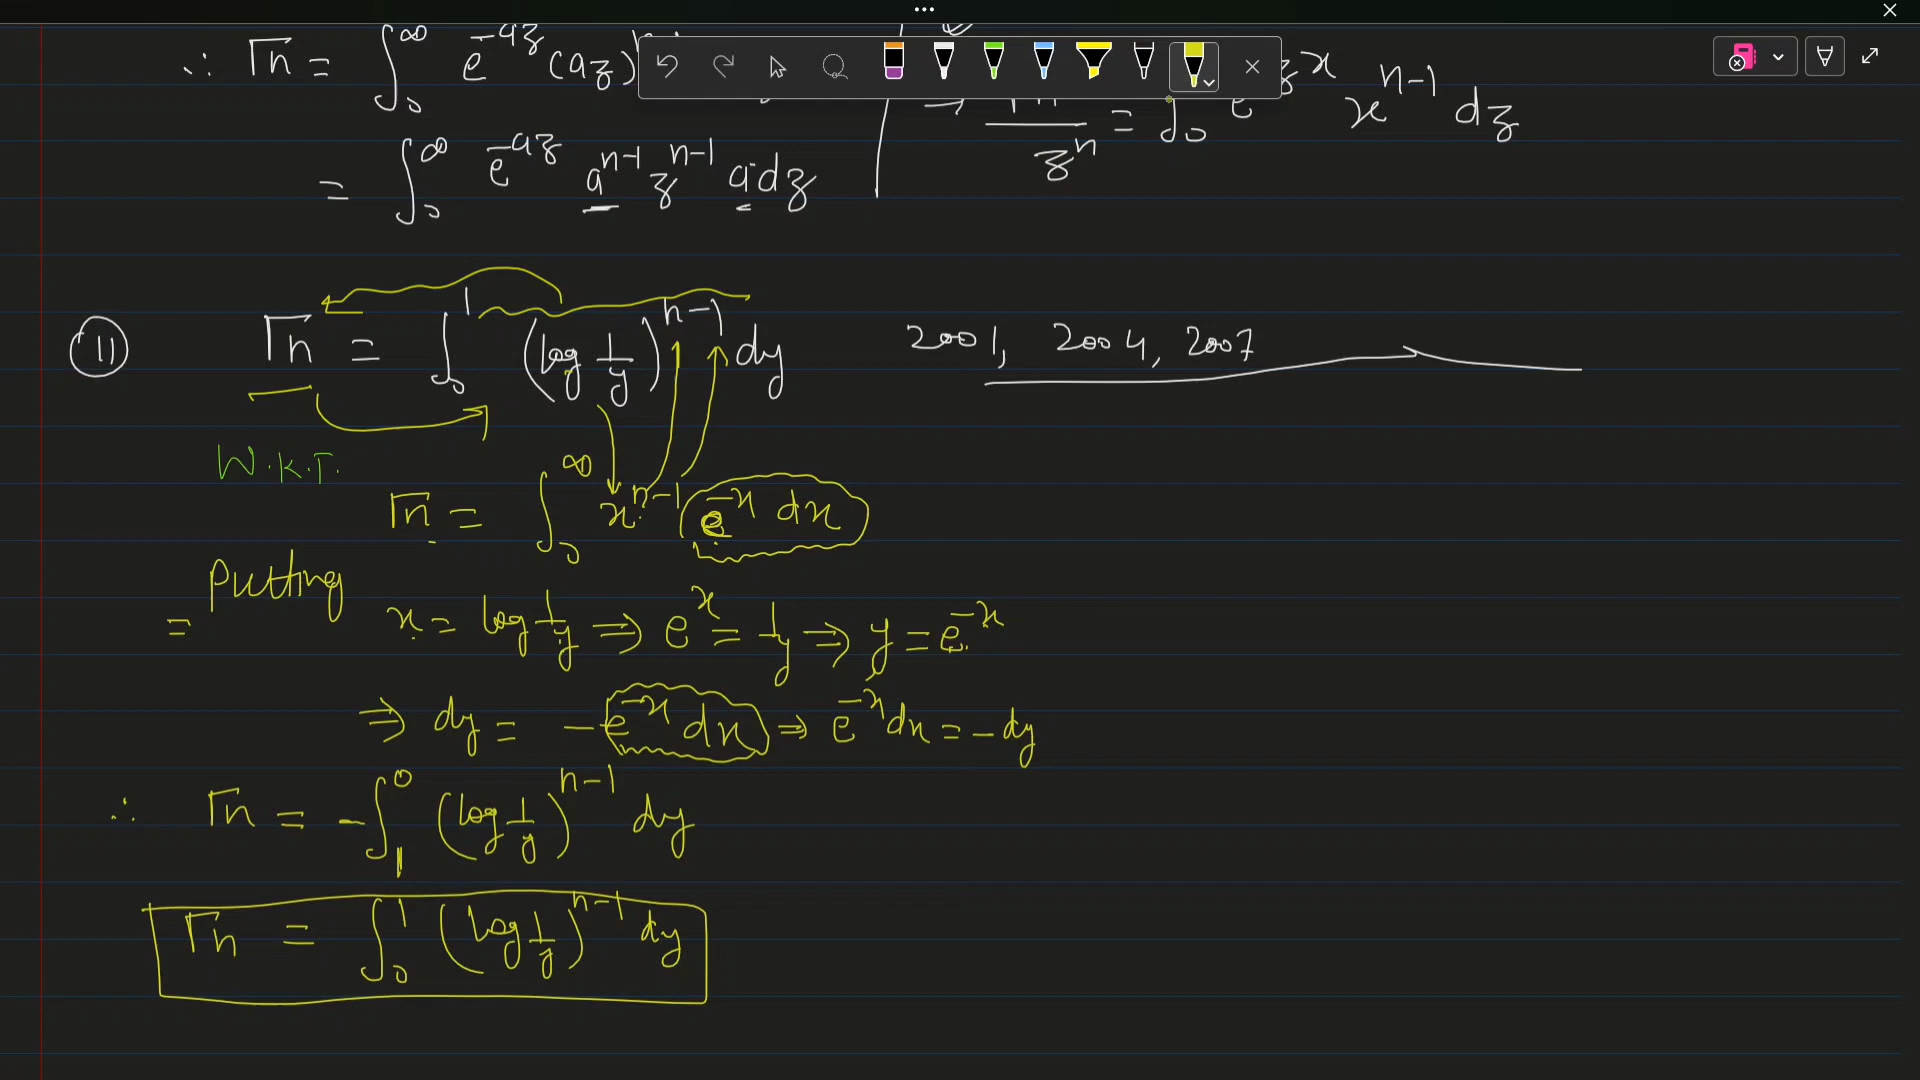 ∴ Γn = ∫₀^∞ e^-az (az)
= ∫₀^∞ e^-az a^n-1 z^n-1 a dz
= ∫₀ e x^n-1 dz
z^n
(11) Γn = ∫₀¹ (log 1/y)^n-1 dy 2001, 2004, 2007
W.K.T.
Γn = ∫₀^∞ x^n-1 e^-x dx
= Putting
x = log 1/y ⇒ e^x = 1/y ⇒ y = e^-x
⇒ dy = - e^-x dx ⇒ e^-x dx = - dy
∴ Γn = - ∫₁⁰ (log 1/y)^n-1 dy
Γn = ∫₀¹ (log 1/y)^n-1 dy